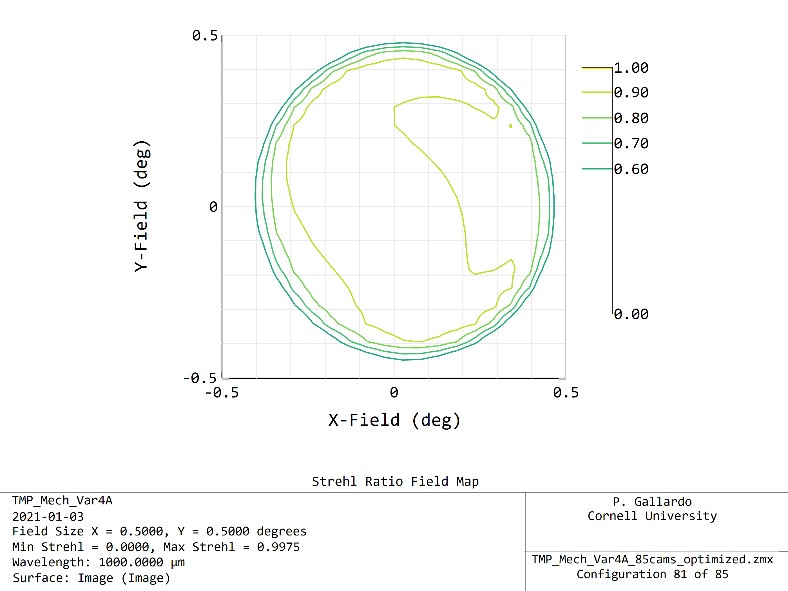 0.5
0
-0.5
-0.5
0
0.5
Y-Field (deg)
X-Field (deg)
1.00
0.90
0.80
0.70
0.60
0.00
Strehl Ratio Field Map
TMP_Mech_Var4A
2021-01-03
Field Size X = 0.5000, Y = 0.5000 degrees
Min Strehl = 0.0000, Max Strehl = 0.9975
Wavelength: 1000.0000 µm
Surface: Image (Image)
P. Gallardo
Cornell University
TMP_Mech_Var4A_85cams_optimized.zmx
Configuration 81 of 85